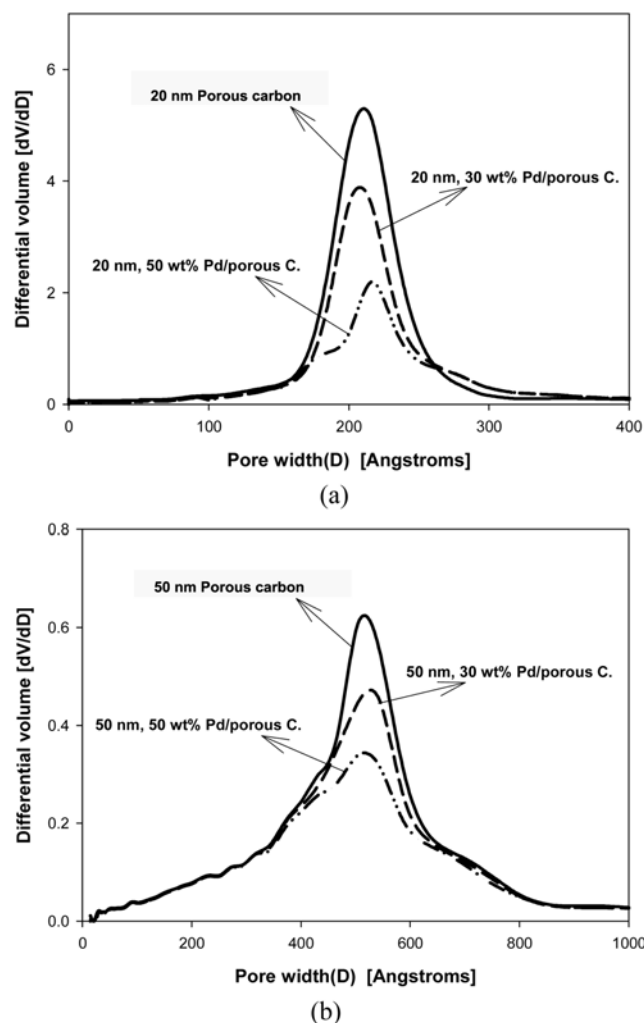 6
4
2
0
Differential volume [dV/dD]
20 nm Porous carbon
20 nm, 30 wt% Pd/porous C.
20 nm, 50 wt% Pd/porous C.
0 100 200 300 400
Pore width(D) [Angstroms]
(a)
0.8
0.6
0.4
0.2
0.0
Differential volume [dV/dD]
50 nm Porous carbon
50 nm, 30 wt% Pd/porous C.
50 nm, 50 wt% Pd/porous C.
0 200 400 600 800 1000
Pore width(D) [Angstroms]
(b)